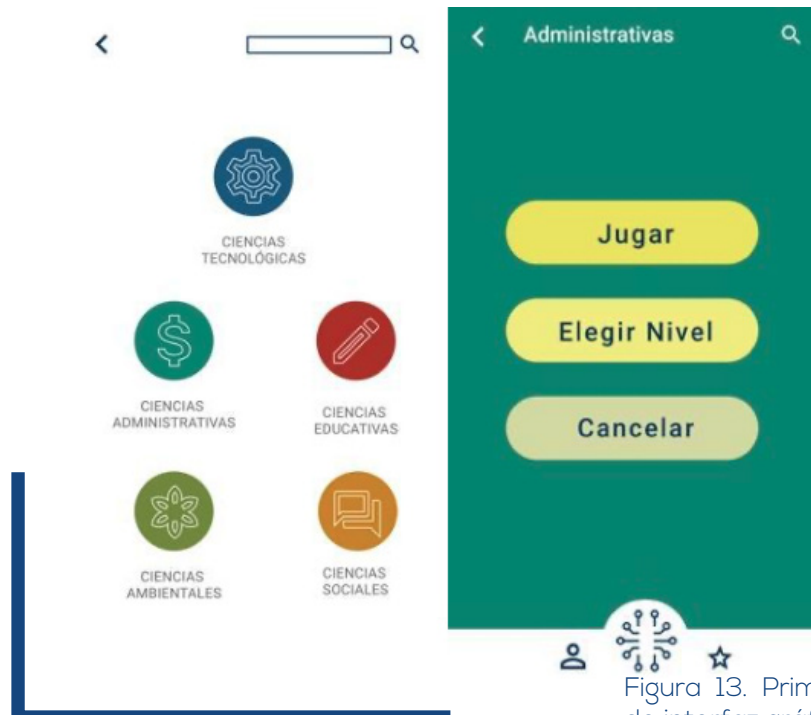 CIENCIAS
TECNOLÓGICAS
CIENCIAS
ADMINISTRATIVAS
CIENCIAS
EDUCATIVAS
CIENCIAS
AMBIENTALES
CIENCIAS
SOCIALES
Administrativas
Jugar
Elegir Nivel
Cancelar
Figura 13. Prim